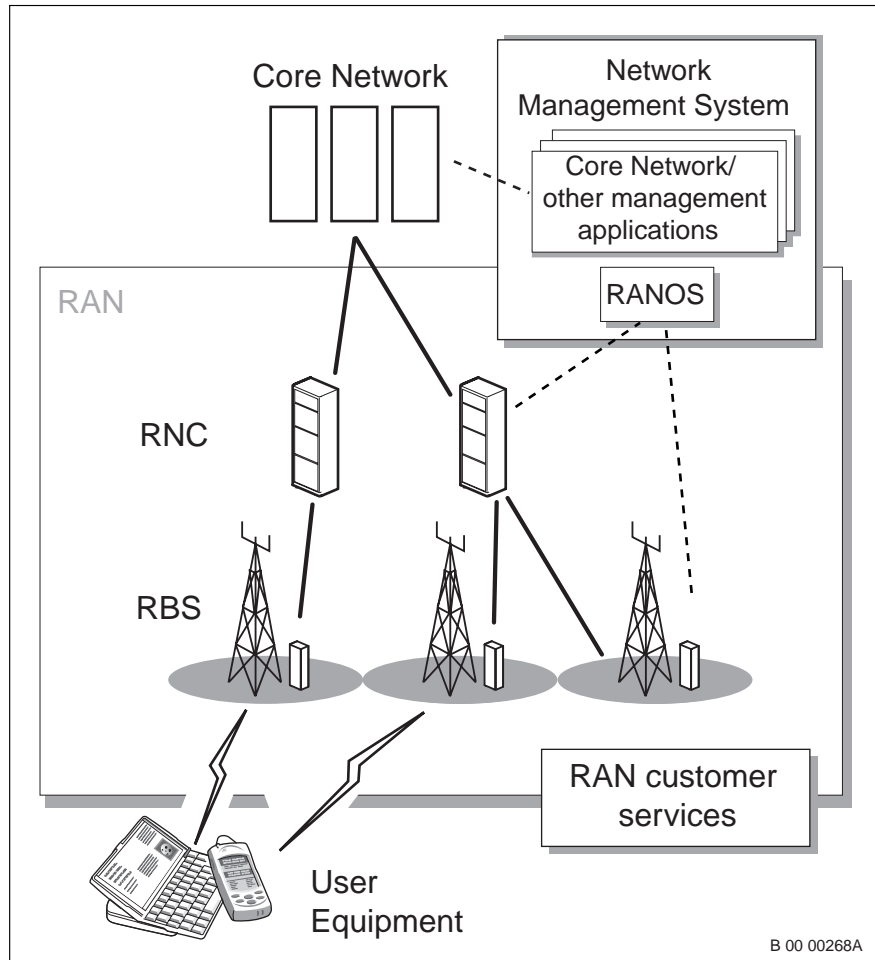 Core Network
Network
Management System
Core Network/
other management
applications
RANOS
RAN
RNC
RBS
RAN customer
services
User
Equipment
B 00 00268A